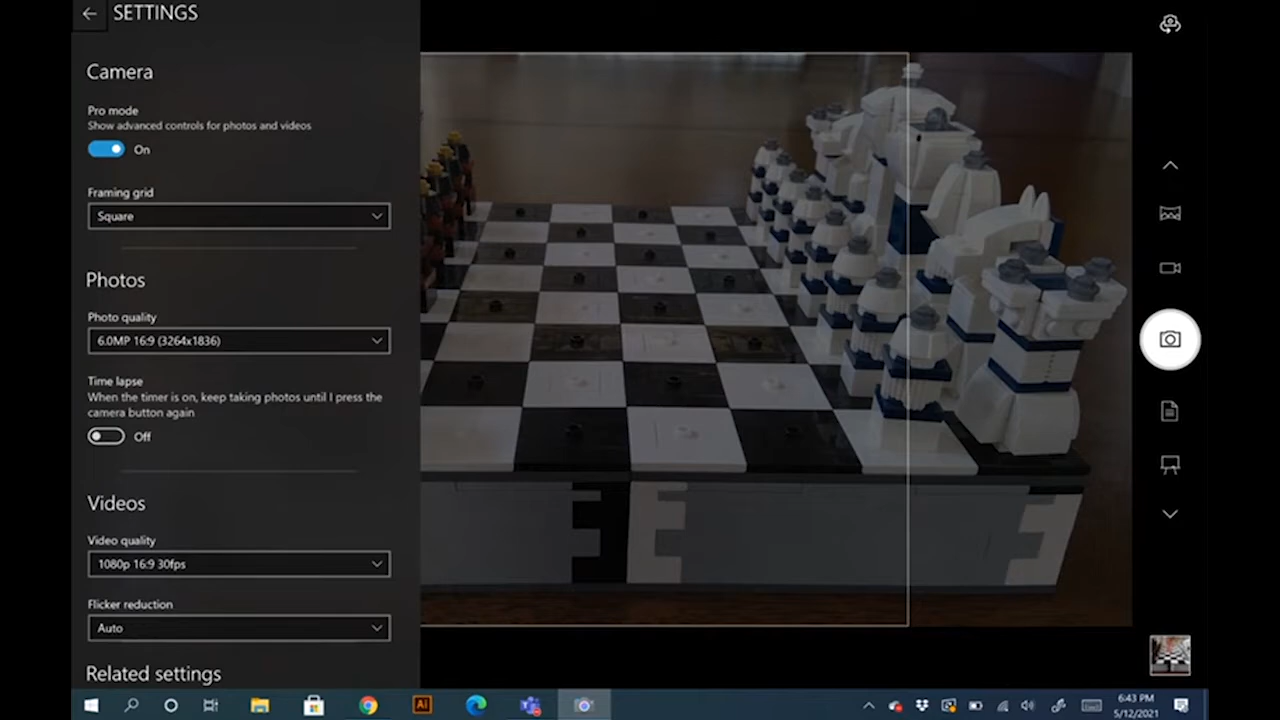 SETTINGS
Camera
Pro mode
Show advanced controls for photos and videos
On
Framing grid
Square
Photos
Photo quality
6.0MP 16:9 (3264x1836)
Time lapse
When the timer is on, keep taking photos until I press the
camera button again
Off
Videos
Video quality
1080p 16:9 30fps
Flicker reduction
Auto
Related settings
Ai
6:43 PM
5/12/2021